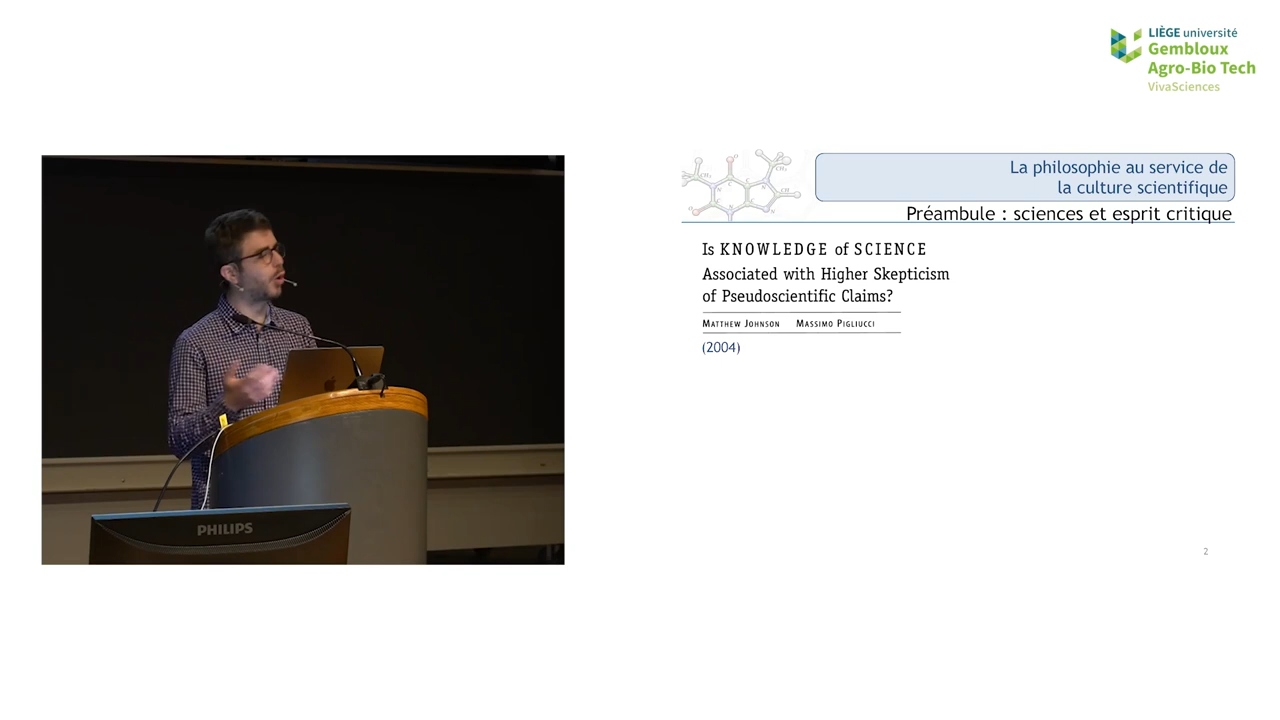 LIÈGE université
Gembloux
Agro-Bio Tech
VivaSciences
La philosophie au service de
la culture scientifique
Préambule : sciences et esprit critique
Is KNOWLEDGE of SCIENCE
Associated with Higher Skepticism
of Pseudoscientific Claims?
MATTHEW JOHNSON MASSIMO PIGLIUCCI
(2004)
PHILIPS
2